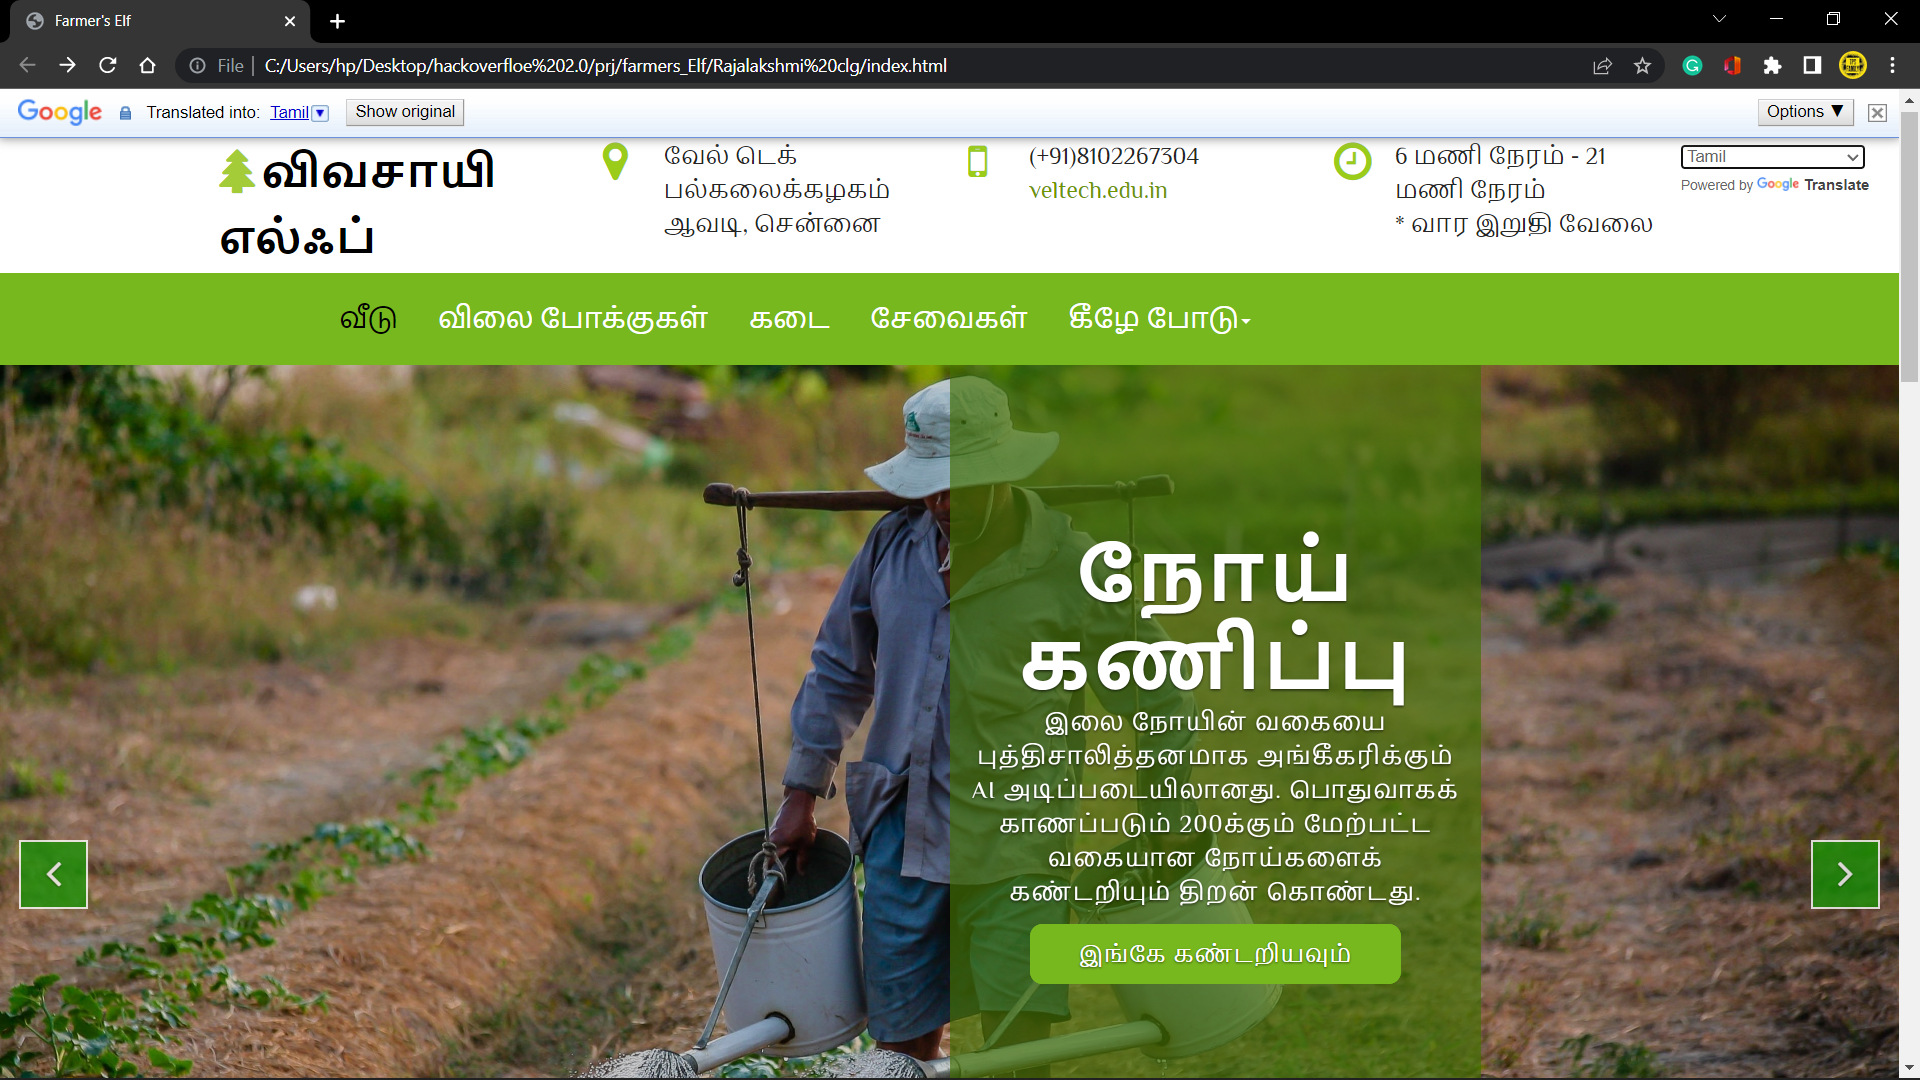 Farmer's Elf
File
C:/Users/hp/Desktop/hackoverfloe%202.0/prj/farmers_Elf/Rajalakshmi%20clg/index.html
Google Translated into: Tamil Show original
Options ▼
விவசாயி
எல்ஃப்
வேல் டெக்
பல்கலைக்கழகம்
ஆவடி, சென்னை
(+91)8102267304
veltech.edu.in
6 மணி நேரம் - 21
மணி நேரம்
* வார இறுதி வேலை
Tamil
Powered by Google Translate
வீடு விலை போக்குகள் கடை சேவைகள் கீழே போடு
நோய்
கணிப்பு
இலை நோயின் வகையை
புத்திசாலித்தனமாக அங்கீகரிக்கும்
AI அடிப்படையிலானது. பொதுவாகக்
காணப்படும் 200க்கும் மேற்பட்ட
வகையான நோய்களைக்
கண்டறியும் திறன் கொண்டது.
இங்கே கண்டறியவும்